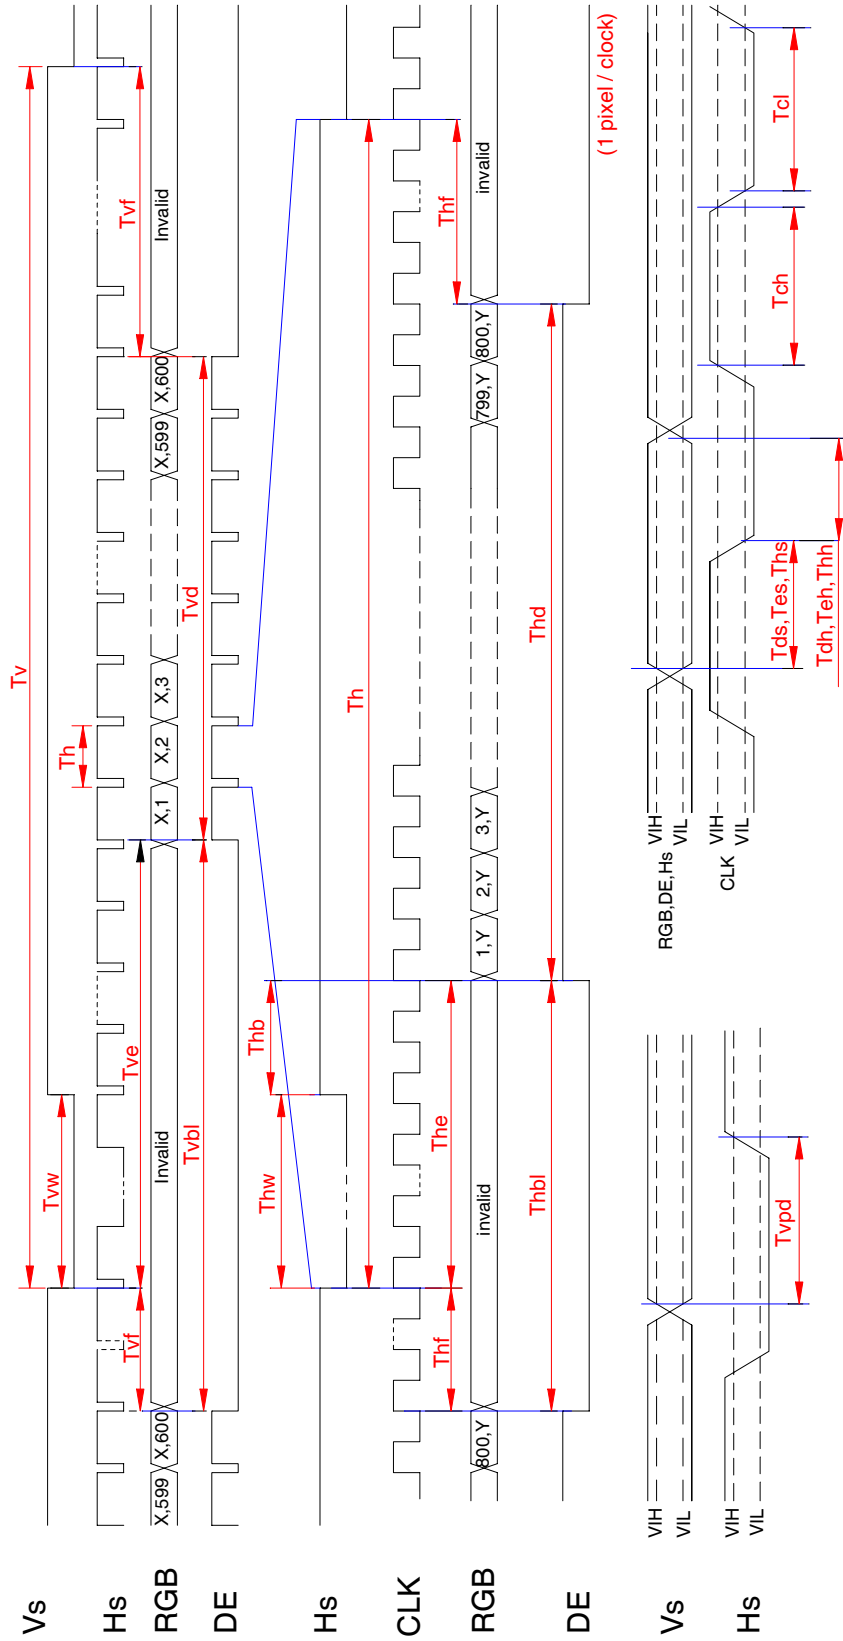 Vs
Tv
Tvw
Hs
Th
Tvf
Tve
Tvf
RGB
X,599
X,600
Invalid
X,1
X,2
X,3
X,599
X,600
Invalid
Tvbl
Tvd
DE
Thw
Thb
Hs
Th
CLK
Thf
The
Thf
RGB
800,Y
invalid
1,Y
2,Y
3,Y
799,Y
800,Y
invalid
Thbl
Thd
DE
(1 pixel / clock)
Vs
VIH
VIL
Hs
VIH
VIL
Tvpd
RGB,DE,Hs
VIH
VIL
CLK
VIH
VIL
Tds,Tes,Ths
Tch
Tcl
Tdh,Teh,Thh